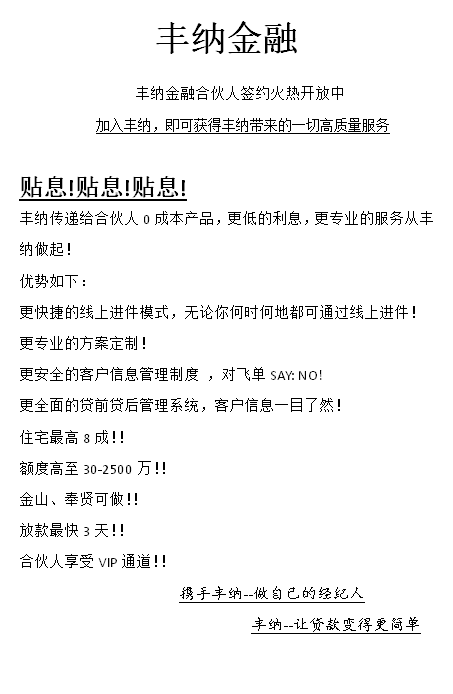 丰纳金融
丰纳金融合伙人签约火热开放中
加入丰纳，即可获得丰纳带来的一切高质量服务
贴息!贴息!贴息!
丰纳传递给合伙人 0 成本产品，更低的利息，更专业的服务从丰
纳做起！
优势如下：
更快捷的线上进件模式，无论你何时何地都可通过线上进件！
更专业的方案定制！
更安全的客户信息管理制度 ，对飞单 SAY: NO!
更全面的贷前贷后管理系统，客户信息一目了然！
住宅最高 8 成！！
额度高至 30-2500 万！！
金山、奉贤可做！！
放款最快 3 天！！
合伙人享受 VIP 通道！！
携手丰纳--做自己的经纪人
丰纳--让贷款变得更简单